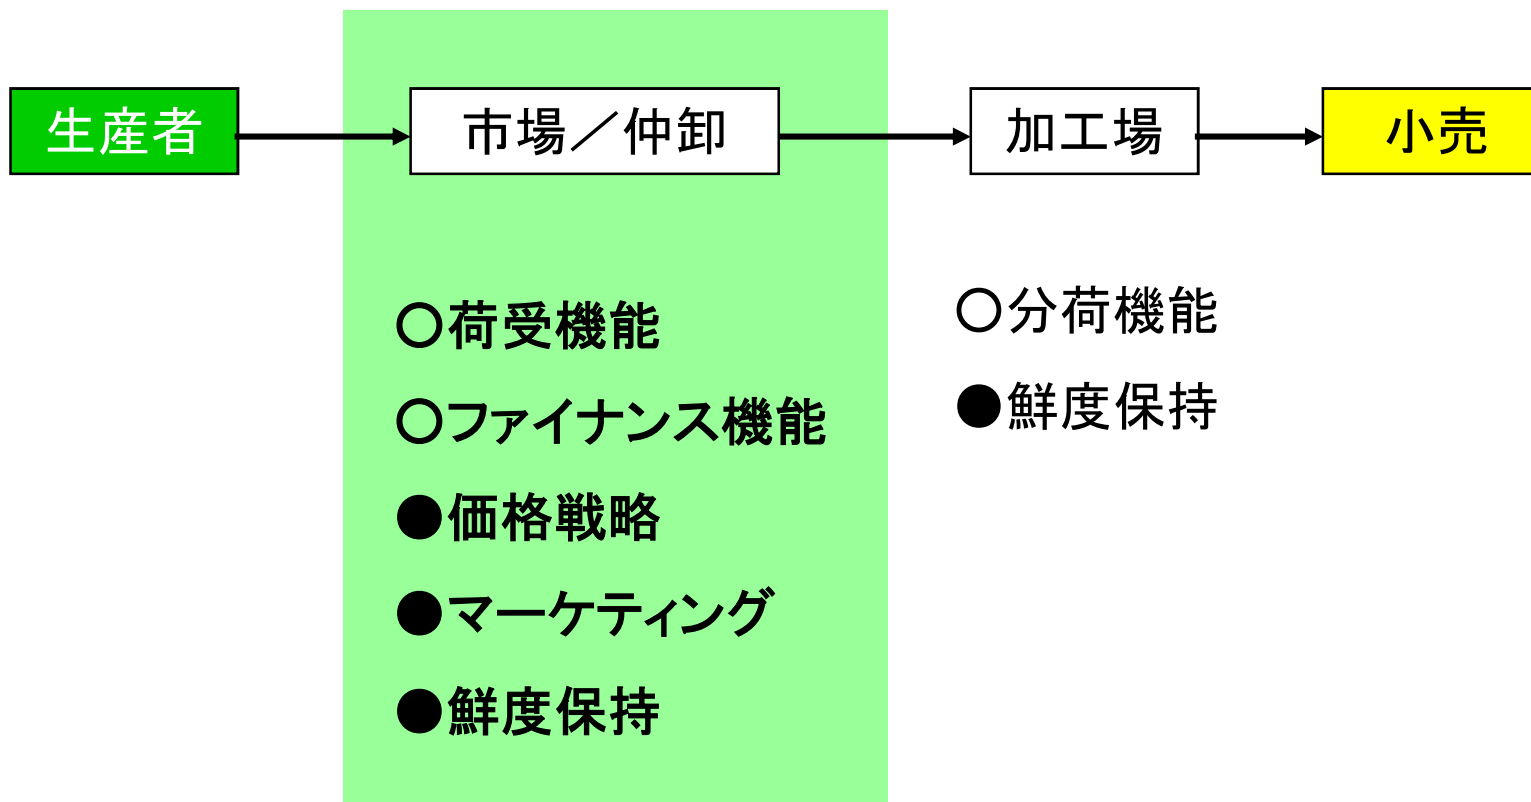 生産者
市場／仲卸
加工場
小売
○荷受機能
○ファイナンス機能
●価格戦略
●マーケティング
●鮮度保持
○分荷機能
●鮮度保持